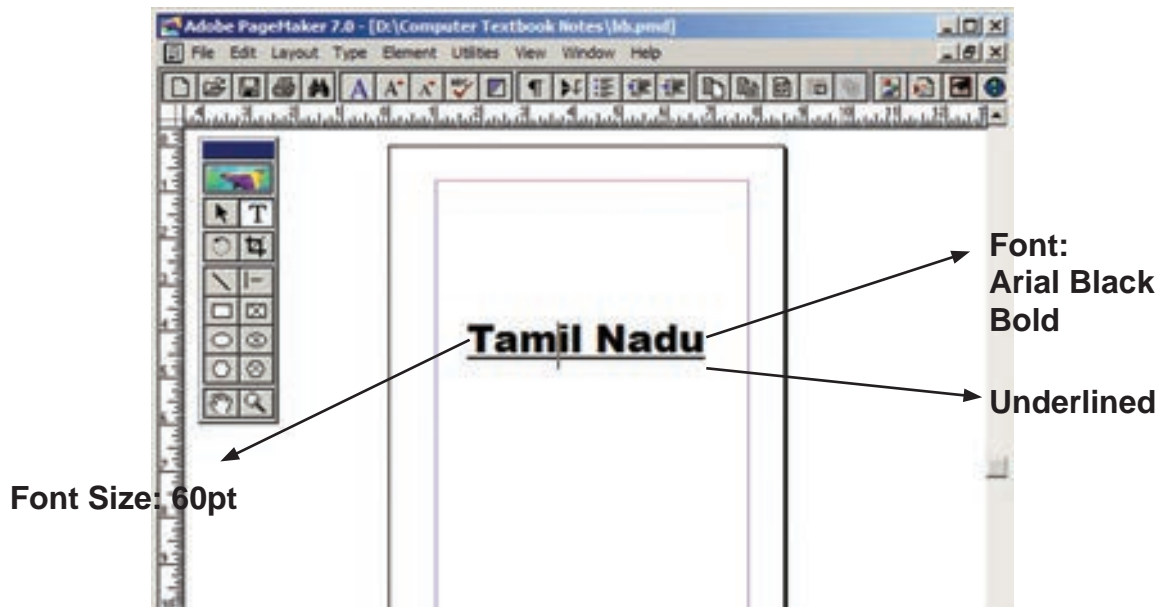 Adobe PageMaker 7.0 - [D:\Computer Textbook Notes\bb.pmd]
File Edit Layout Type Element Utilities View Window Help
Tamil Nadu
Font:
Arial Black
Bold
Underlined
Font Size: 60pt